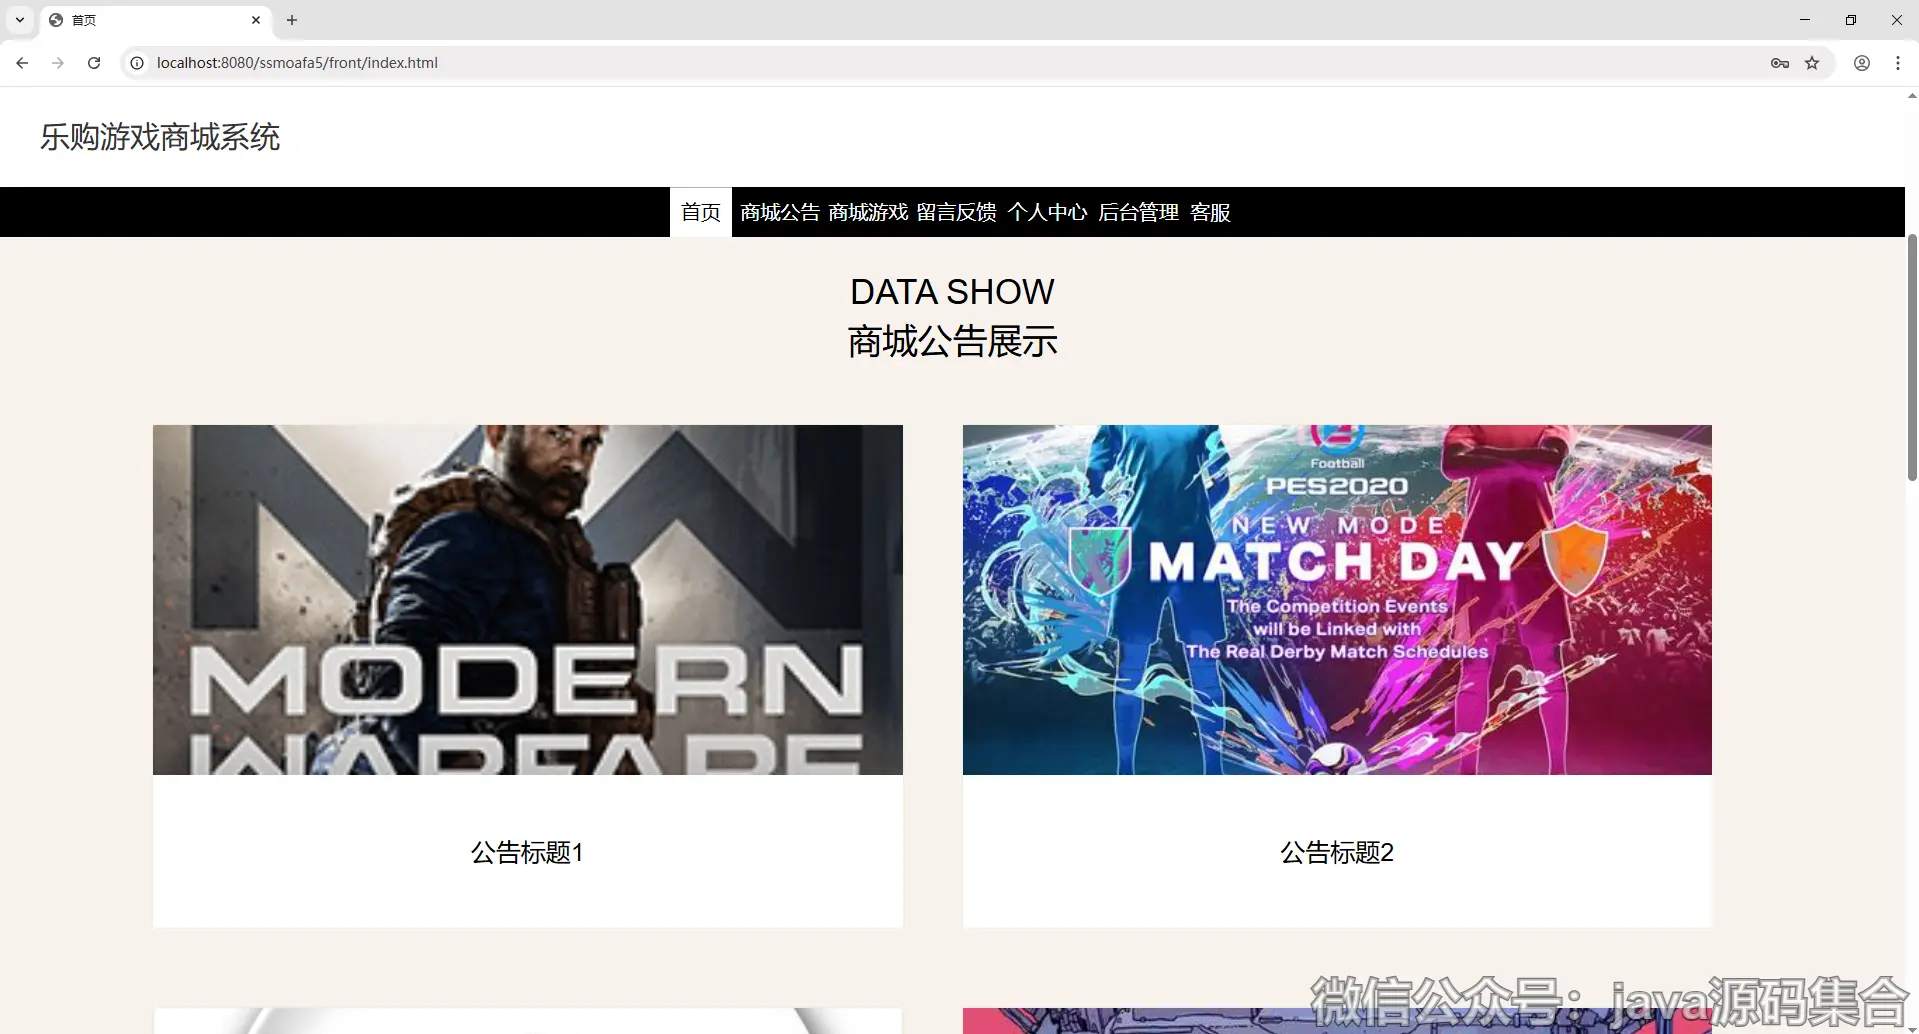 首页
localhost:8080/ssmoafa5/front/index.html
乐购游戏商城系统
首页 商城公告 商城游戏 留言反馈 个人中心 后台管理 客服
DATA SHOW
商城公告展示
MODERN
WARFARE
Football
PES2020
NEW MODE
MATCH DAY
The Competition Events
will be Linked with
The Real Derby Match Schedules
公告标题1
公告标题2
微信公众号：java源码集合